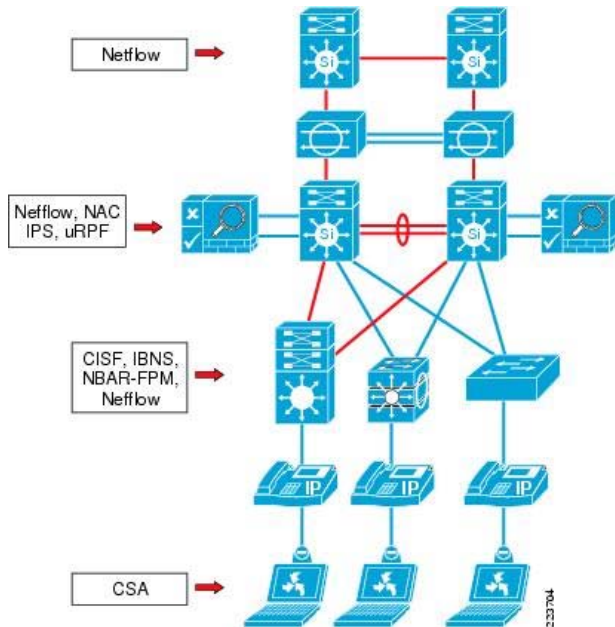 Netflow
Si
Si
Nefflow, NAC
IPS, uRPF
Si
Si
CISF, IBNS,
NBAR-FPM,
Nefflow
IP
IP
IP
CSA
223704